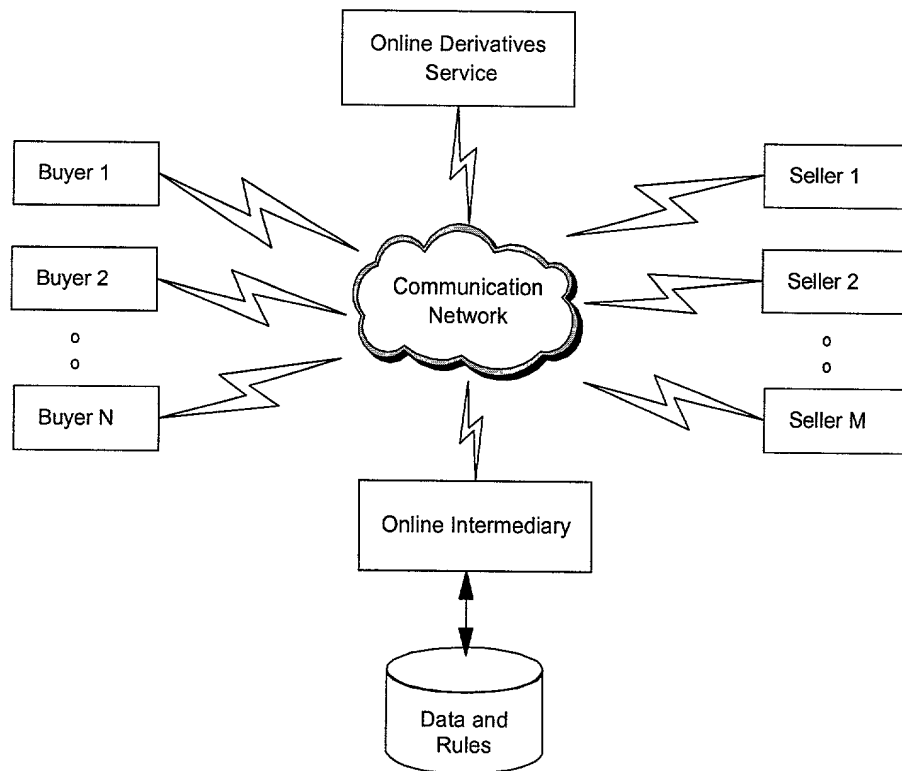 Online Derivatives
Service
Buyer 1
Buyer 2
o
o
Buyer N
Communication
Network
Seller 1
Seller 2
o
o
Seller M
Online Intermediary
Data and
Rules